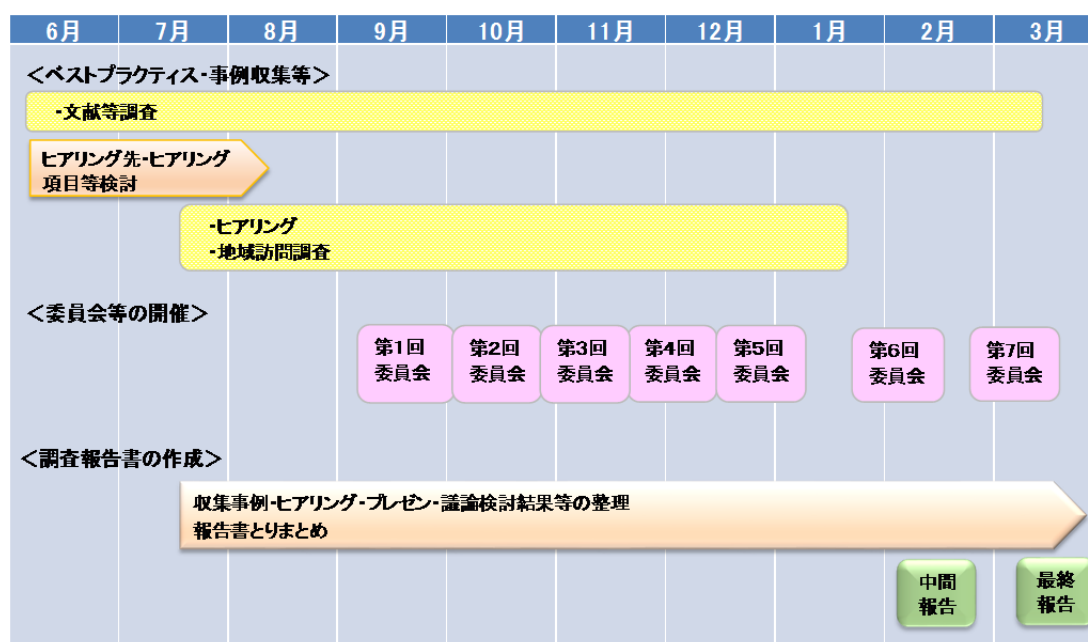 6月 7月 8月 9月 10月 11月 12月 1月 2月 3月
＜ベストプラクティス・事例収集等＞
・文献等調査
ヒアリング先・ヒアリング
項目等検討
・ヒアリング
・地域訪問調査
＜委員会等の開催＞
第1回
委員会
第2回
委員会
第3回
委員会
第4回
委員会
第5回
委員会
第6回
委員会
第7回
委員会
＜調査報告書の作成＞
収集事例・ヒアリング・プレゼン・議論検討結果等の整理
報告書とりまとめ
中間
報告
最終
報告